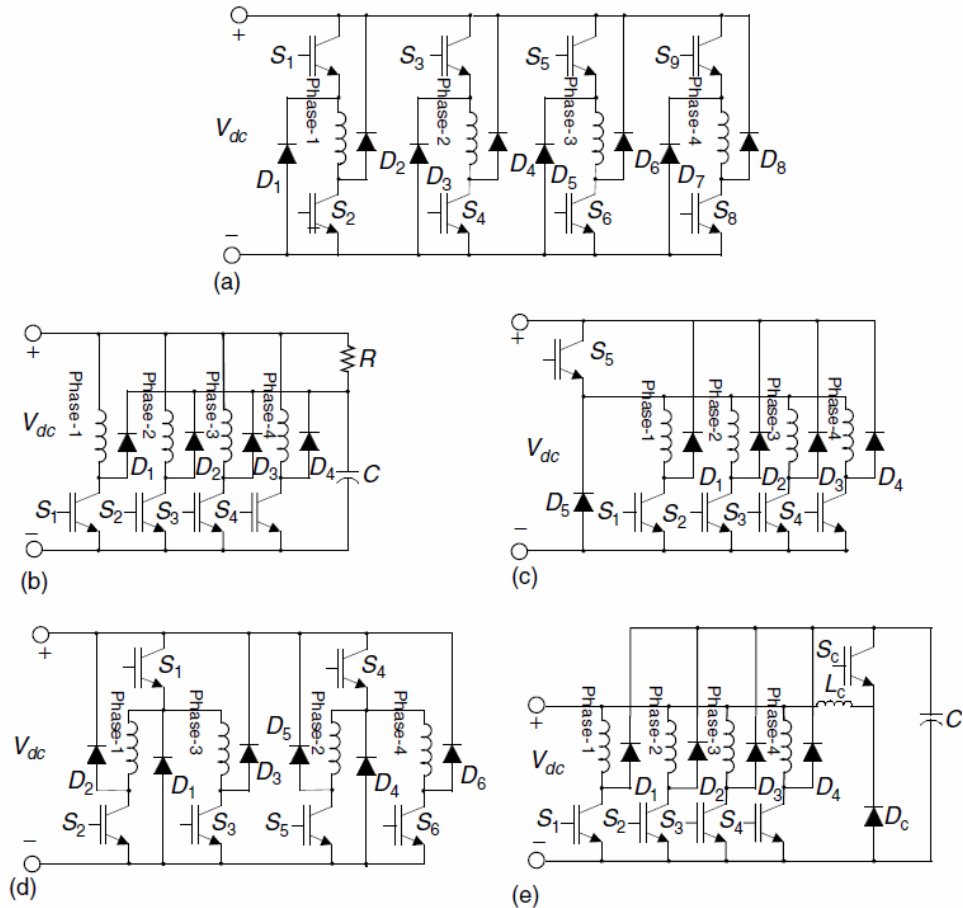 +
S1
S3
S5
S9
Phase-1
Phase-2
Phase-3
Phase-4
Vdc
D1
D2
D3
D4
D5
D6
D7
D8
S2
S4
S6
S8
−
(a)
+
R
Phase-1
Phase-2
Phase-3
Phase-4
Vdc
D1
D2
D3
D4
C
S1
S2
S3
S4
−
(b)
+
S5
Phase-1
Phase-2
Phase-3
Phase-4
Vdc
D1
D2
D3
D4
D5
S1
S2
S3
S4
−
(c)
+
S1
S4
Phase-1
Phase-3
Phase-2
Phase-4
Vdc
D5
D2
D1
D3
D4
D6
S2
S3
S5
S6
−
(d)
Sc
Lc
C
+
Phase-1
Phase-2
Phase-3
Phase-4
Vdc
D1
D2
D3
D4
Dc
S1
S2
S3
S4
−
(e)